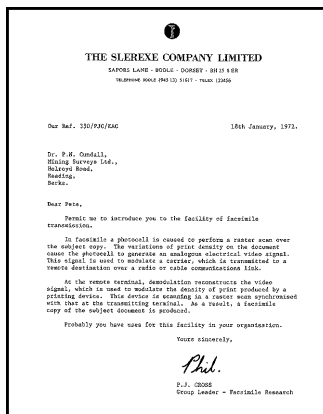 THE SLEREXE COMPANY LIMITED
SAPORS LANE - BOOLE - DORSET - BH 25 8 ER
TELEPHONE BOOLE (945 13) 51617 - TELEX 123456
Our Ref. 350/PJC/EAC 18th January, 1972.
Dr. P.N. Cundall,
Mining Surveys Ltd.,
Holroyd Road,
Reading,
Berks.
Dear Pete,
Permit me to introduce you to the facility of facsimile
transmission.
In facsimile a photocell is caused to perform a raster scan over
the subject copy. The variations of print density on the document
cause the photocell to generate an analogous electrical video signal.
This signal is used to modulate a carrier, which is transmitted to a
remote destination over a radio or cable communications link.
At the remote terminal, demodulation reconstructs the video
signal, which is used to modulate the density of print produced by a
printing device. This device is scanning in a raster scan synchronised
with that at the transmitting terminal. As a result, a facsimile
copy of the subject document is produced.
Probably you have uses for this facility in your organisation.
Yours sincerely,
Phil.
P.J. CROSS
Group Leader - Facsimile Research